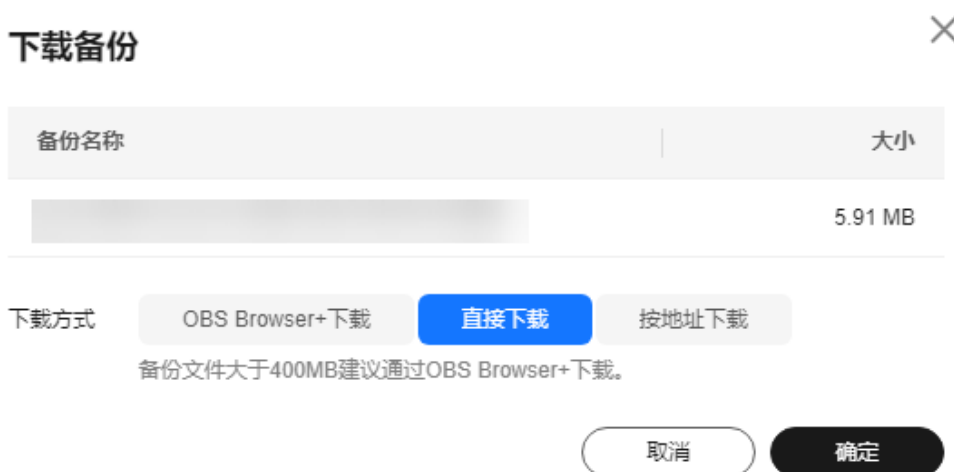 下载备份
备份名称 大小
5.91 MB
下载方式 OBS Browser+下载 直接下载 按地址下载
备份文件大于400MB建议通过OBS Browser+下载。
取消 确定